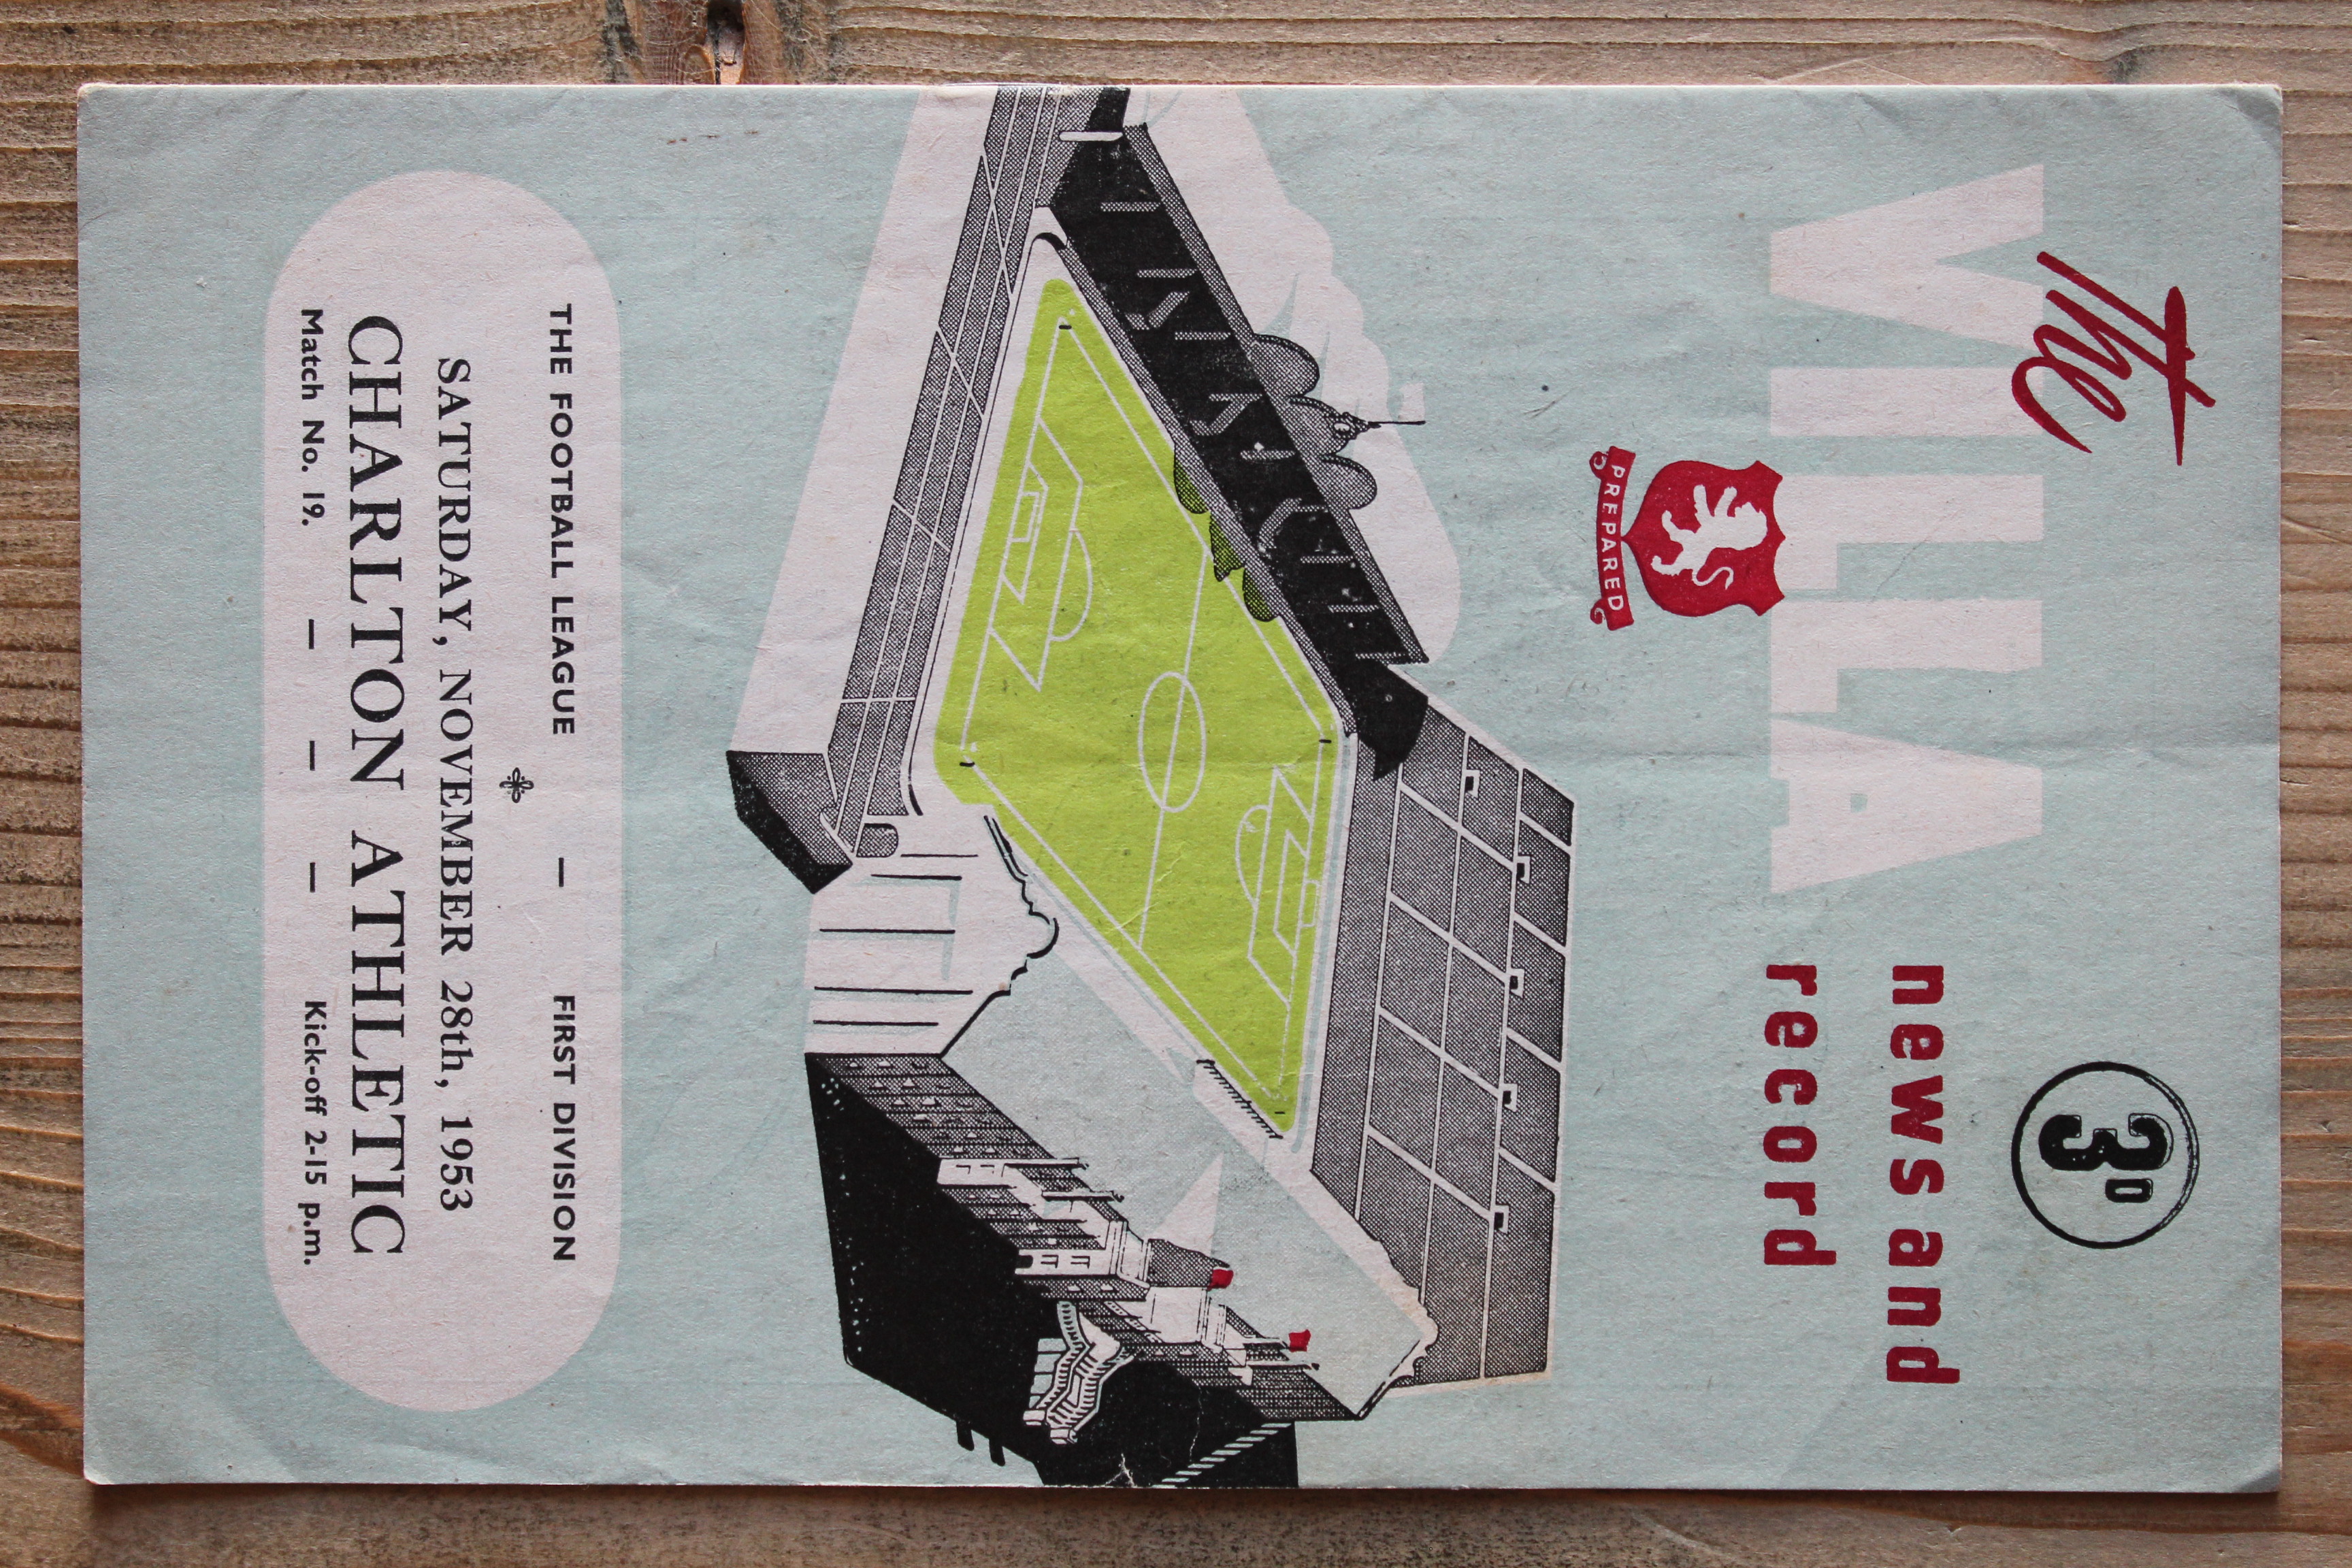 The
3D
VILLA
news and
record
PREPARED
THE FOOTBALL LEAGUE — FIRST DIVISION
SATURDAY, NOVEMBER 28th, 1953
CHARLTON ATHLETIC
Match No. 19. — — — Kick-off 2-15 p.m.